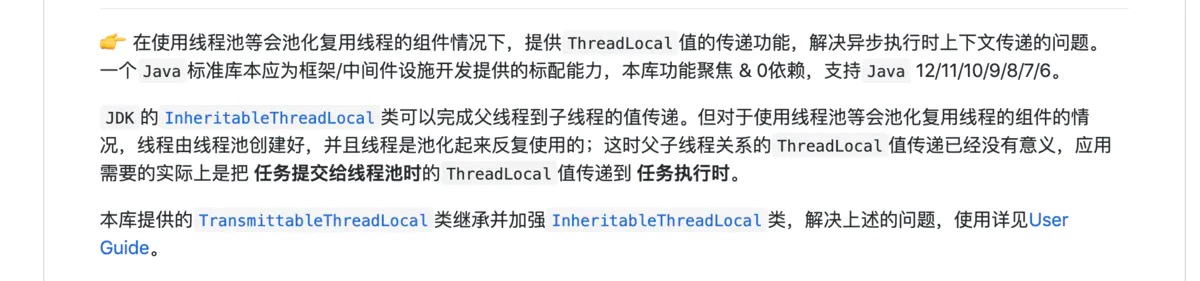 👉 在使用线程池等会池化复用线程的组件情况下，提供 ThreadLocal 值的传递功能，解决异步执行时上下文传递的问题。
一个 Java 标准库本应为框架/中间件设施开发提供的标配能力，本库功能聚焦 & 0依赖，支持 Java 12/11/10/9/8/7/6。
JDK 的 InheritableThreadLocal 类可以完成父线程到子线程的值传递。但对于使用线程池等会池化复用线程的组件的情
况，线程由线程池创建好，并且线程是池化起来反复使用的；这时父子线程关系的 ThreadLocal 值传递已经没有意义，应用
需要的实际上是把 任务提交给线程池时的 ThreadLocal 值传递到 任务执行时。
本库提供的 TransmittableThreadLocal 类继承并加强 InheritableThreadLocal 类，解决上述的问题，使用详见User
Guide。